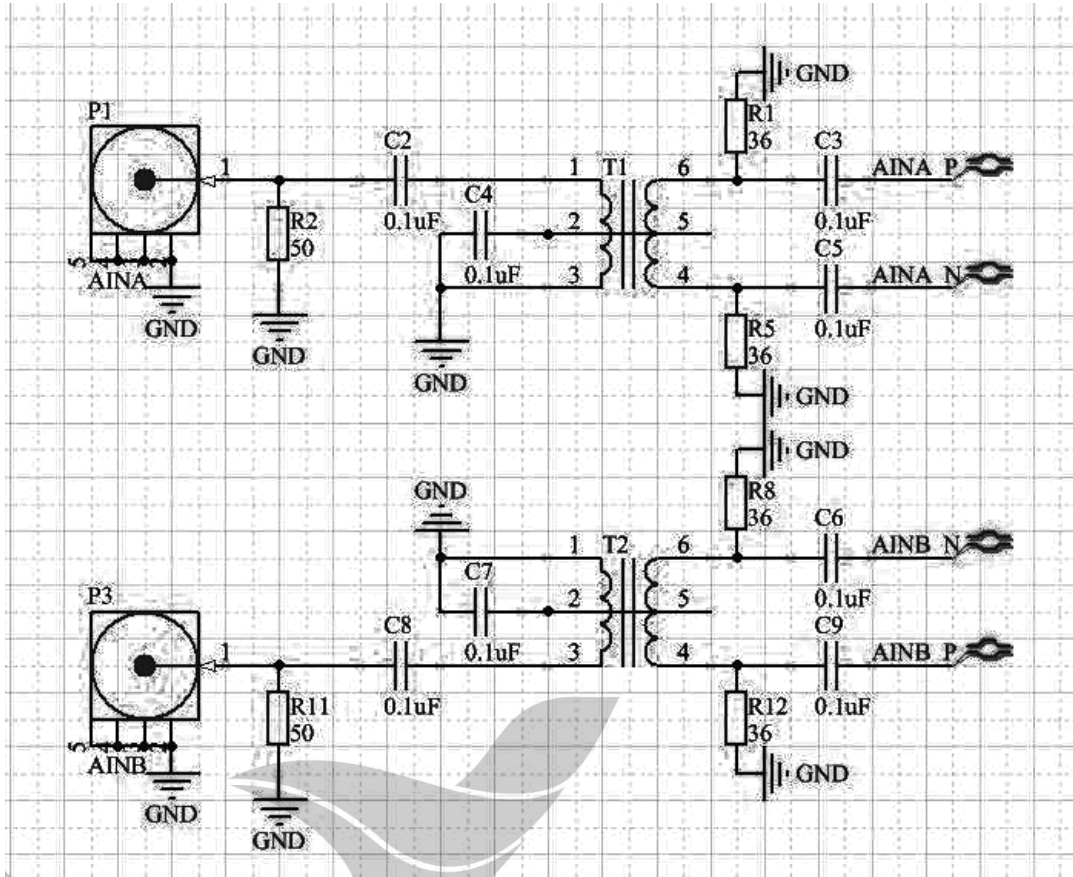 GND
P1
R1
36
C2
C3
1
1
T1
6
AINA_P
C4
R2
50
0.1uF
2
5
0.1uF
C5
0.1uF
3
4
AINA_N
5
AINA
GND
R5
36
0.1uF
GND
GND
GND
GND
GND
R8
36
C6
1
T2
6
AINB_N
C7
P3
2
5
0.1uF
C8
C9
1
0.1uF
3
4
AINB_P
R11
50
0.1uF
R12
36
0.1uF
5
AINB
GND
GND
GND